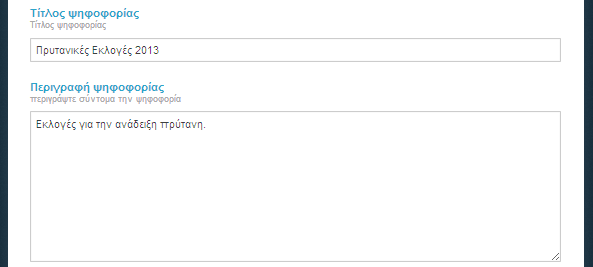 Τίτλος ψηφοφορίας
Τίτλος ψηφοφορίας
Πρυτανικές Εκλογές 2013
Περιγραφή ψηφοφορίας
περιγράψτε σύντομα την ψηφοφορία
Εκλογές για την ανάδειξη πρύτανη.